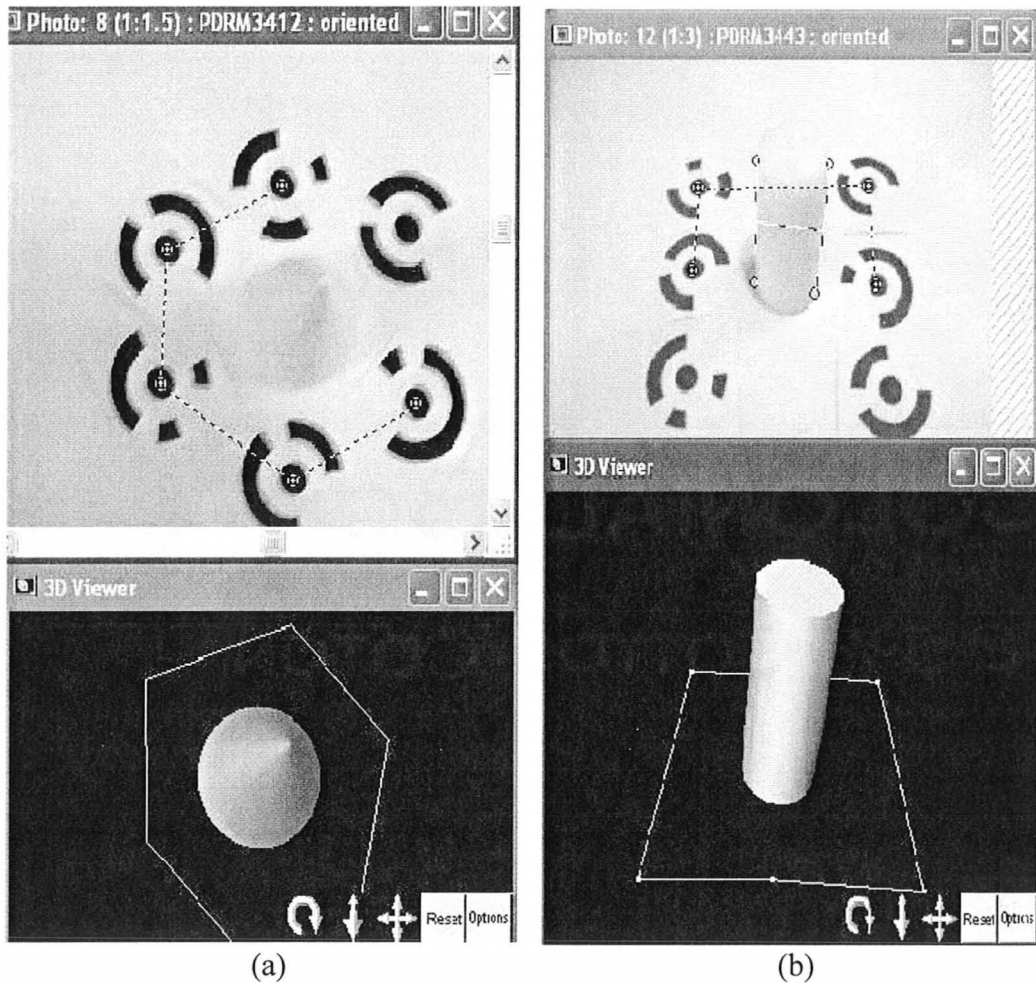 Photo: 8 (1:1.5) : PDRM3412 : oriented
3D Viewer
Reset Options
(a)
Photo: 12 (1:3) : PDRM3443 : oriented
3D Viewer
Reset Options
(b)